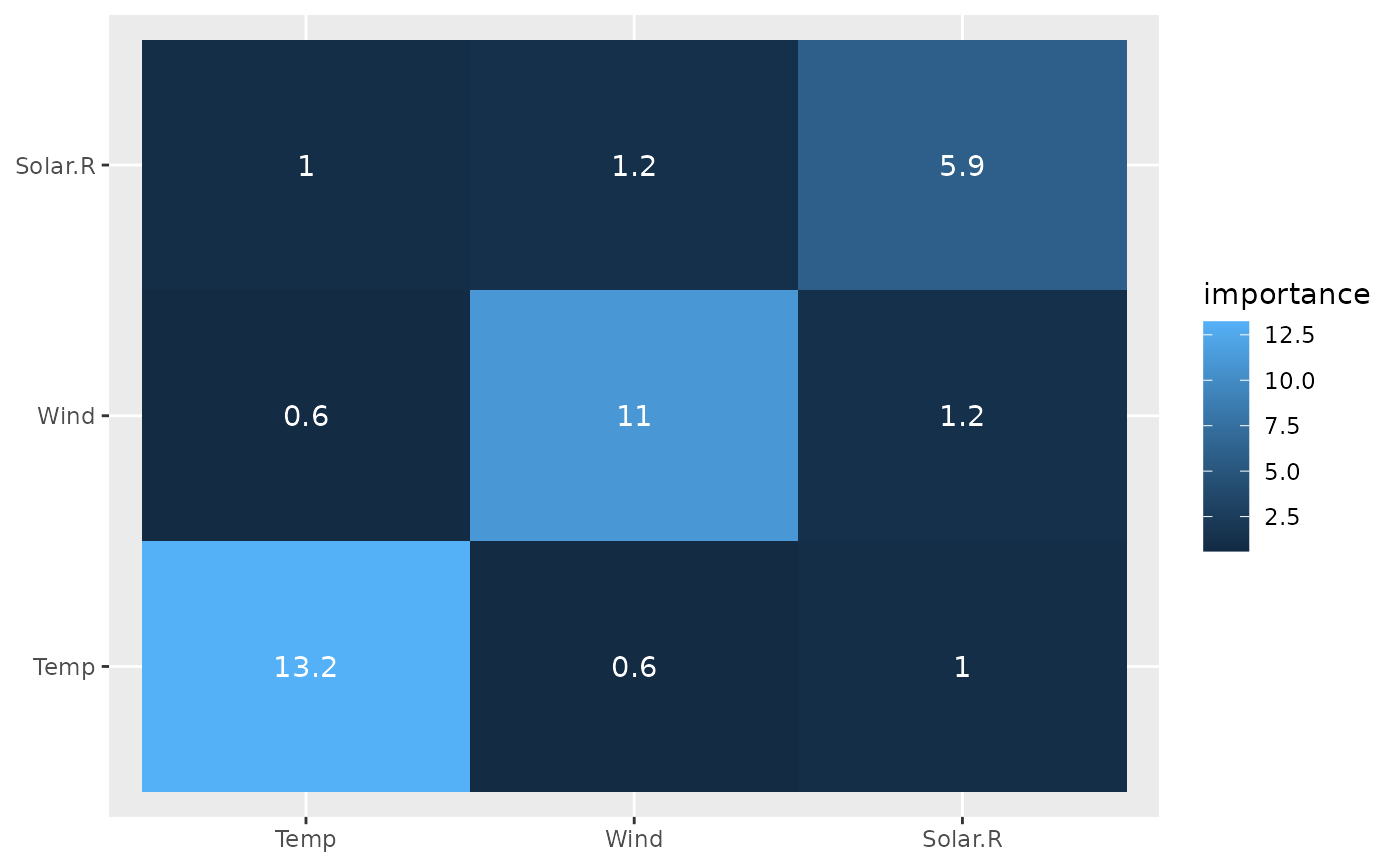 Solar.R 1 1.2 5.9
importance
12.5
10.0
7.5
5.0
2.5
Wind 0.6 11 1.2
Temp 13.2 0.6 1
Temp Wind Solar.R